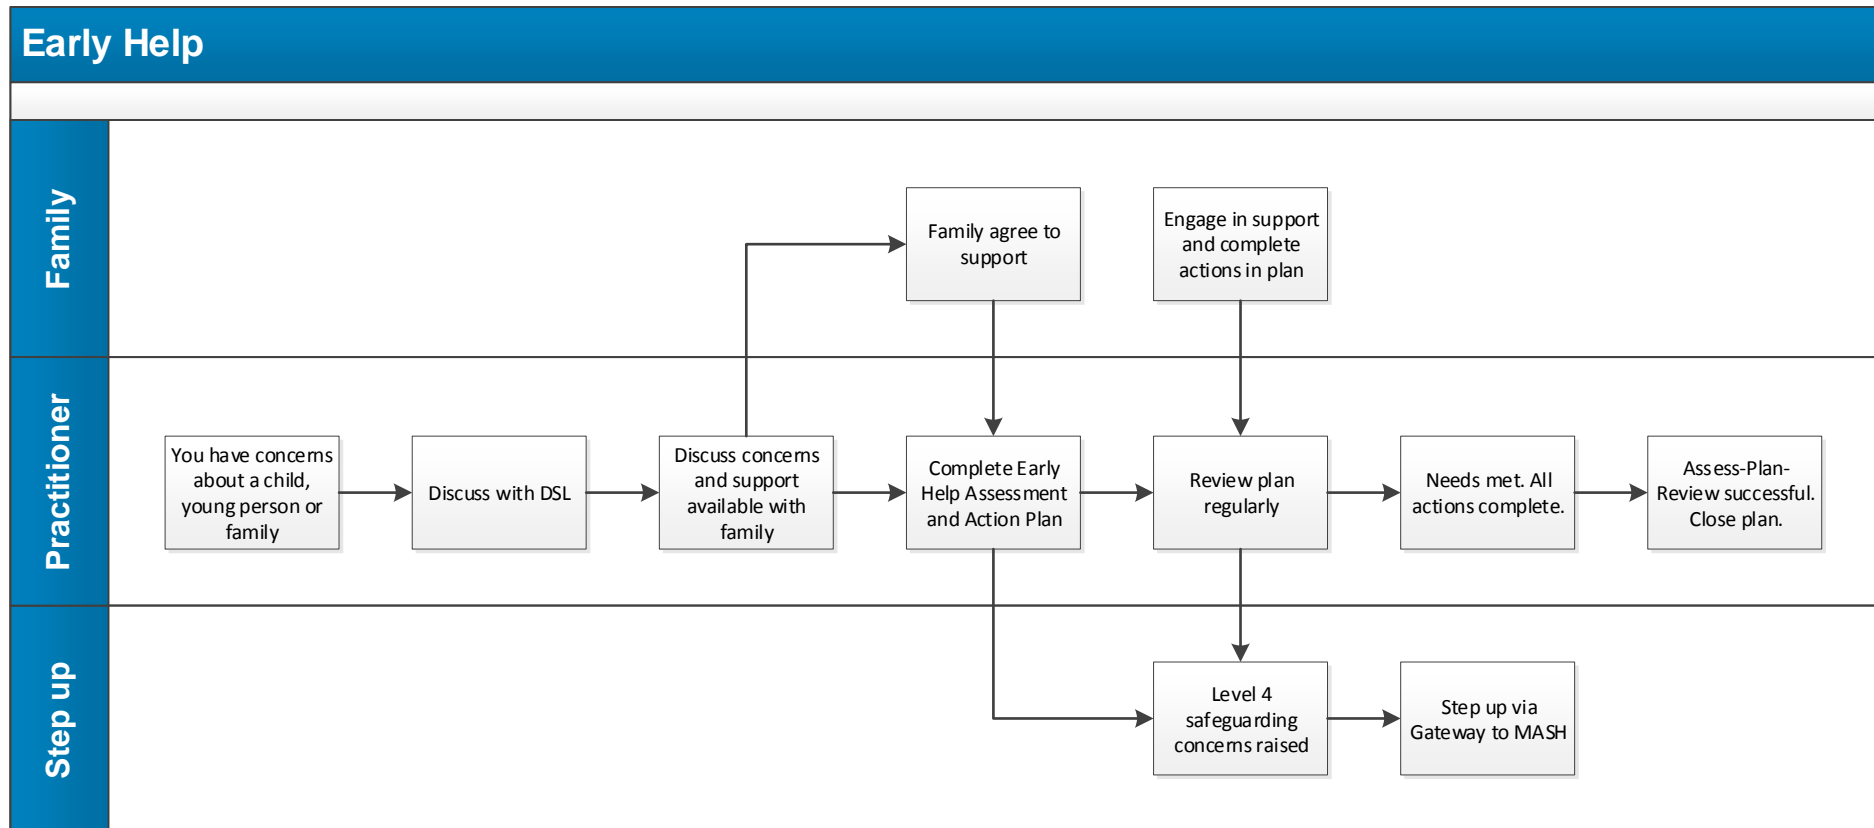 Early Help
Family
Family agree to
support
Engage in support
and complete
actions in plan
Practitioner
You have concerns
about a child,
young person or
family
Discuss with DSL
Discuss concerns
and support
available with
family
Complete Early
Help Assessment
and Action Plan
Review plan
regularly
Needs met. All
actions complete.
Assess-Plan-
Review successful.
Close plan.
Step up
Level 4
safeguarding
concerns raised
Step up via
Gateway to MASH